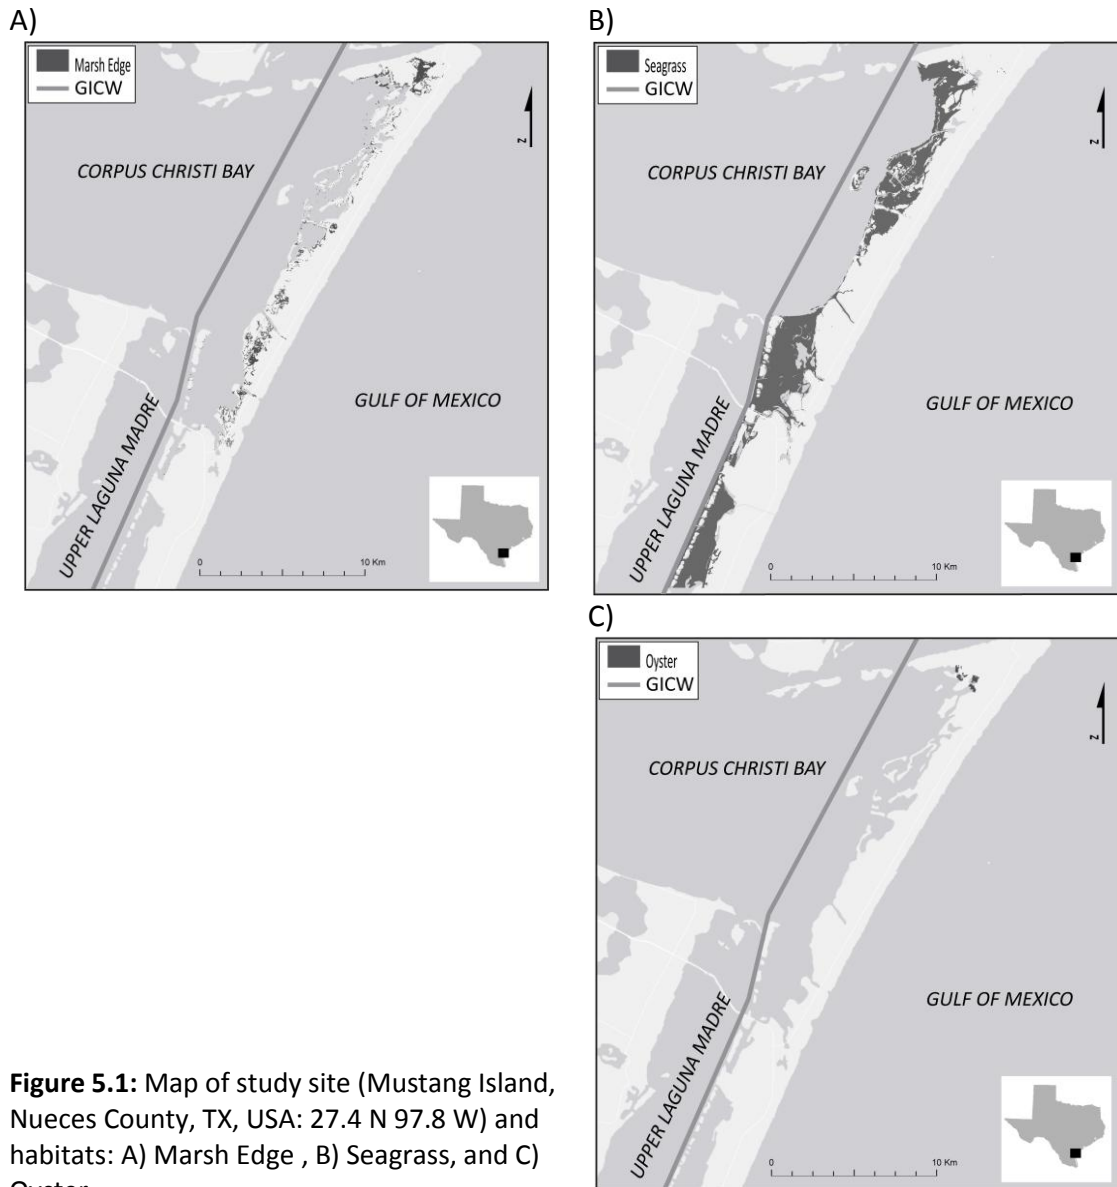 A)
Marsh Edge
GICW
N
CORPUS CHRISTI BAY
GULF OF MEXICO
UPPER LAGUNA MADRE
0 10 Km
B)
Seagrass
GICW
N
CORPUS CHRISTI BAY
GULF OF MEXICO
UPPER LAGUNA MADRE
0 10 Km
C)
Oyster
GICW
N
CORPUS CHRISTI BAY
GULF OF MEXICO
UPPER LAGUNA MADRE
0 10 Km
Figure 5.1: Map of study site (Mustang Island,
Nueces County, TX, USA: 27.4 N 97.8 W) and
habitats: A) Marsh Edge , B) Seagrass, and C)
Oyster